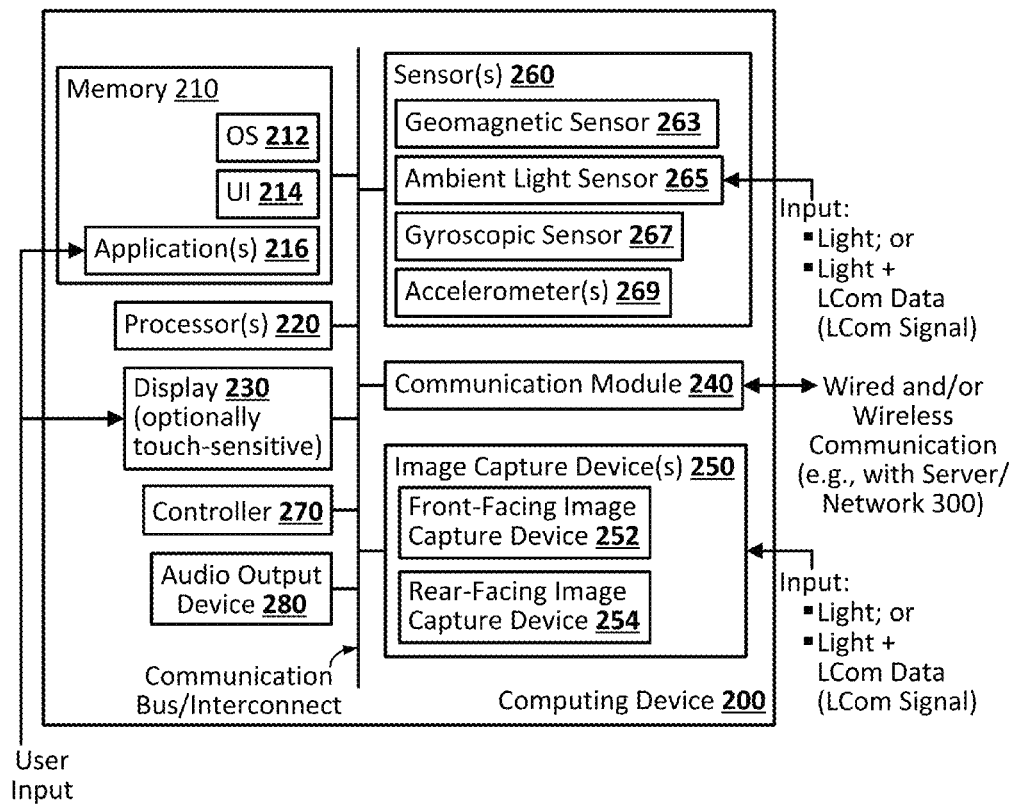 Memory 210
OS 212
UI 214
Application(s) 216
Processor(s) 220
Display 230
(optionally
touch-sensitive)
Controller 270
Audio Output
Device 280
Communication
Bus/Interconnect
Sensor(s) 260
Geomagnetic Sensor 263
Ambient Light Sensor 265
Gyroscopic Sensor 267
Accelerometer(s) 269
Communication Module 240
Image Capture Device(s) 250
Front-Facing Image
Capture Device 252
Rear-Facing Image
Capture Device 254
Computing Device 200
Input:
▪Light; or
▪Light +
LCom Data
(LCom Signal)
Wired and/or
Wireless
Communication
(e.g., with Server/
Network 300)
Input:
▪Light; or
▪Light +
LCom Data
(LCom Signal)
User
Input